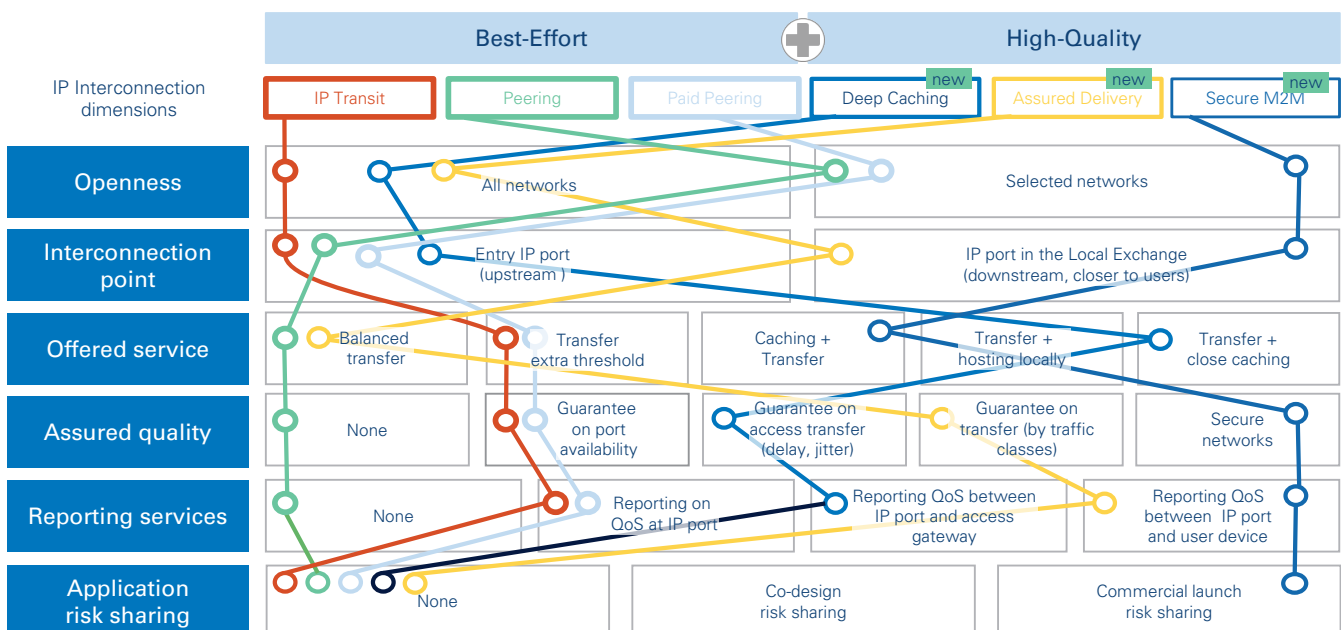 Best-Effort
High-Quality
IP Interconnection
dimensions
IP Transit
Peering
Paid Peering
Deep Caching
new
Assured Delivery
new
Secure M2M
new
Openness
All networks
Selected networks
Interconnection
point
Entry IP port
(upstream )
IP port in the Local Exchange
(downstream, closer to users)
Offered service
Balanced
transfer
Transfer
extra threshold
Caching +
Transfer
Transfer +
hosting locally
Transfer +
close caching
Assured quality
None
Guarantee
on port
availability
Guarantee on
access transfer
(delay, jitter)
Guarantee on
transfer (by traffic
classes)
Secure
networks
Reporting services
None
Reporting on
QoS at IP port
Reporting QoS between
IP port and access
gateway
Reporting QoS
between IP port
and user device
Application
risk sharing
None
Co-design
risk sharing
Commercial launch
risk sharing